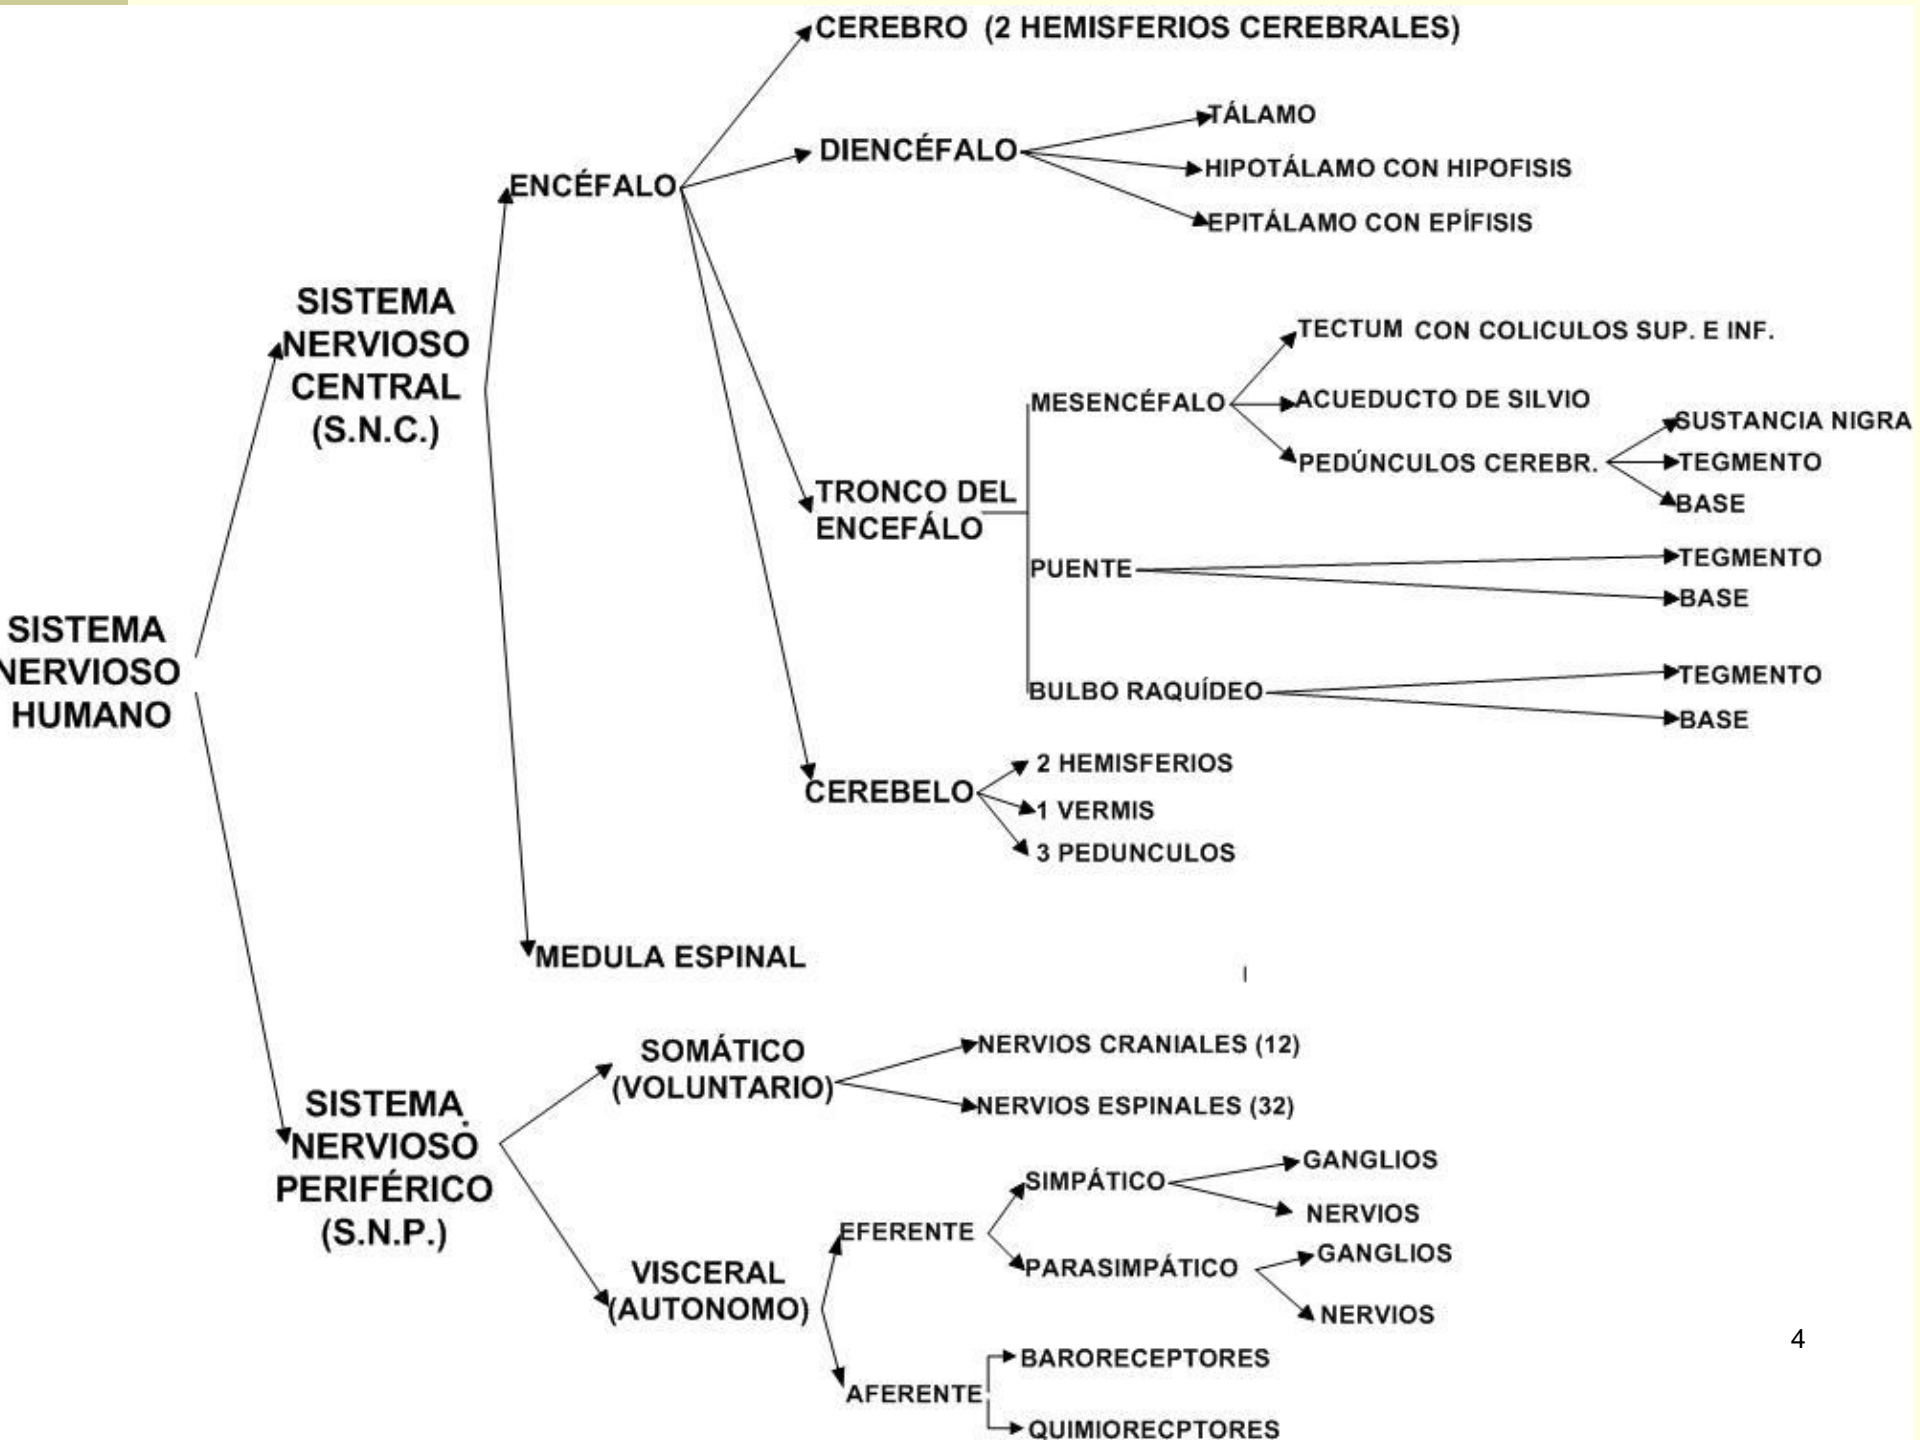 CEREBRO (2 HEMISFERIOS CEREBRALES)
TÁLAMO
DIENCÉFALO
HIPOTÁLAMO CON HIPOFISIS
ENCÉFALO
EPITÁLAMO CON EPÍFISIS
SISTEMA
NERVIOSO
CENTRAL
(S.N.C.)
TECTUM CON COLICULOS SUP. E INF.
MESENCÉFALO
ACUEDUCTO DE SILVIO
SUSTANCIA NIGRA
PEDÚNCULOS CEREBR.
TEGMENTO
BASE
TRONCO DEL
ENCEFÁLO
PUENTE
TEGMENTO
BASE
SISTEMA
NERVIOSO
HUMANO
BULBO RAQUÍDEO
TEGMENTO
BASE
CEREBELO
2 HEMISFERIOS
1 VERMIS
3 PEDUNCULOS
MEDULA ESPINAL
SOMÁTICO
(VOLUNTARIO)
NERVIOS CRANIALES (12)
NERVIOS ESPINALES (32)
SISTEMA
NERVIOSO
PERIFÉRICO
(S.N.P.)
SIMPÁTICO
GANGLIOS
NERVIOS
EFERENTE
PARASIMPÁTICO
GANGLIOS
NERVIOS
VISCERAL
(AUTONOMO)
AFERENTE
BARORECEPTORES
QUIMIORECPTORES
4